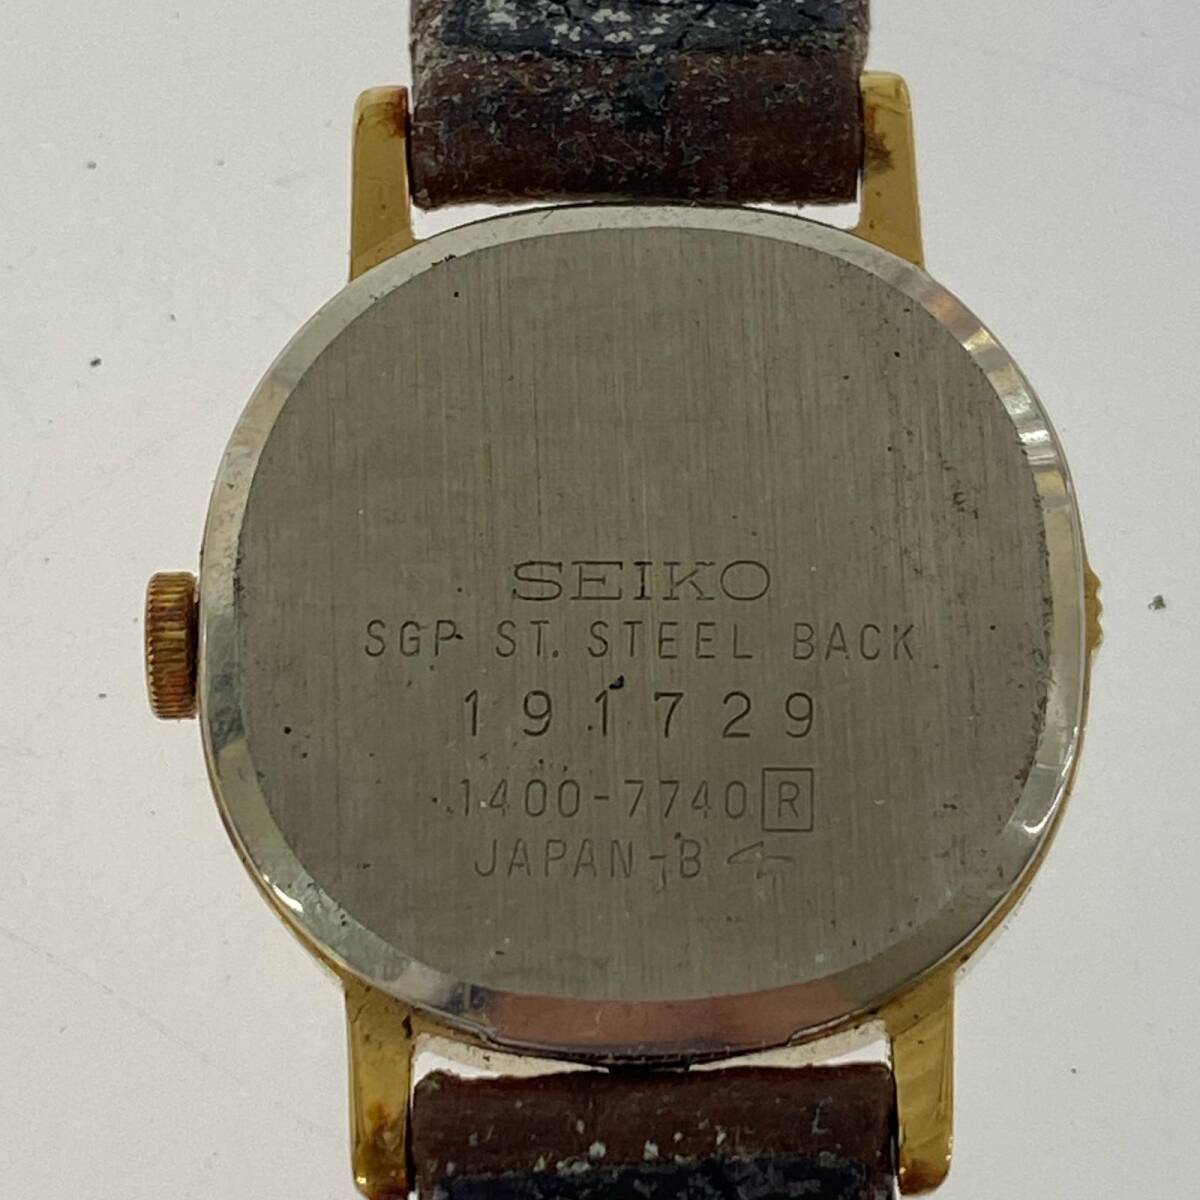 SEIKO
SGP ST. STEEL BACK
191729
1400-7740 R
JAPAN-B